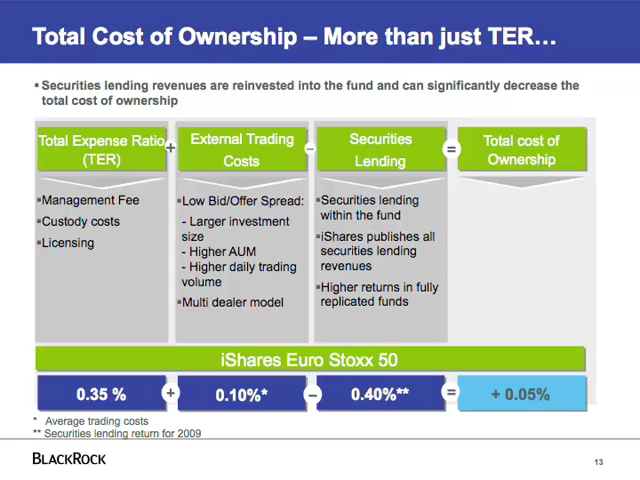 Total Cost of Ownership – More than just TER…
▪Securities lending revenues are reinvested into the fund and can significantly decrease the
total cost of ownership
Total Expense Ratio
(TER)
+
External Trading
Costs
–
Securities
Lending
=
Total cost of
Ownership
▪Management Fee
▪Custody costs
▪Licensing
▪Low Bid/Offer Spread:
- Larger investment
size
- Higher AUM
- Higher daily trading
volume
▪Multi dealer model
▪Securities lending
within the fund
▪iShares publishes all
securities lending
revenues
▪Higher returns in fully
replicated funds
iShares Euro Stoxx 50
0.35 % + 0.10%* – 0.40%** = + 0.05%
* Average trading costs
** Securities lending return for 2009
BLACKROCK
13